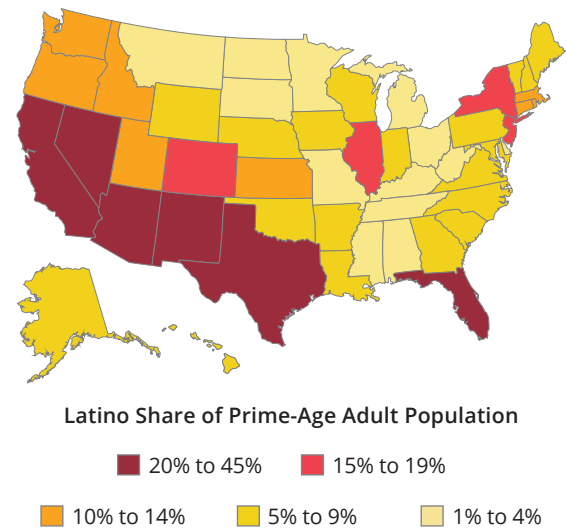 Latino Share of Prime-Age Adult Population
20% to 45% 15% to 19%
10% to 14% 5% to 9% 1% to 4%